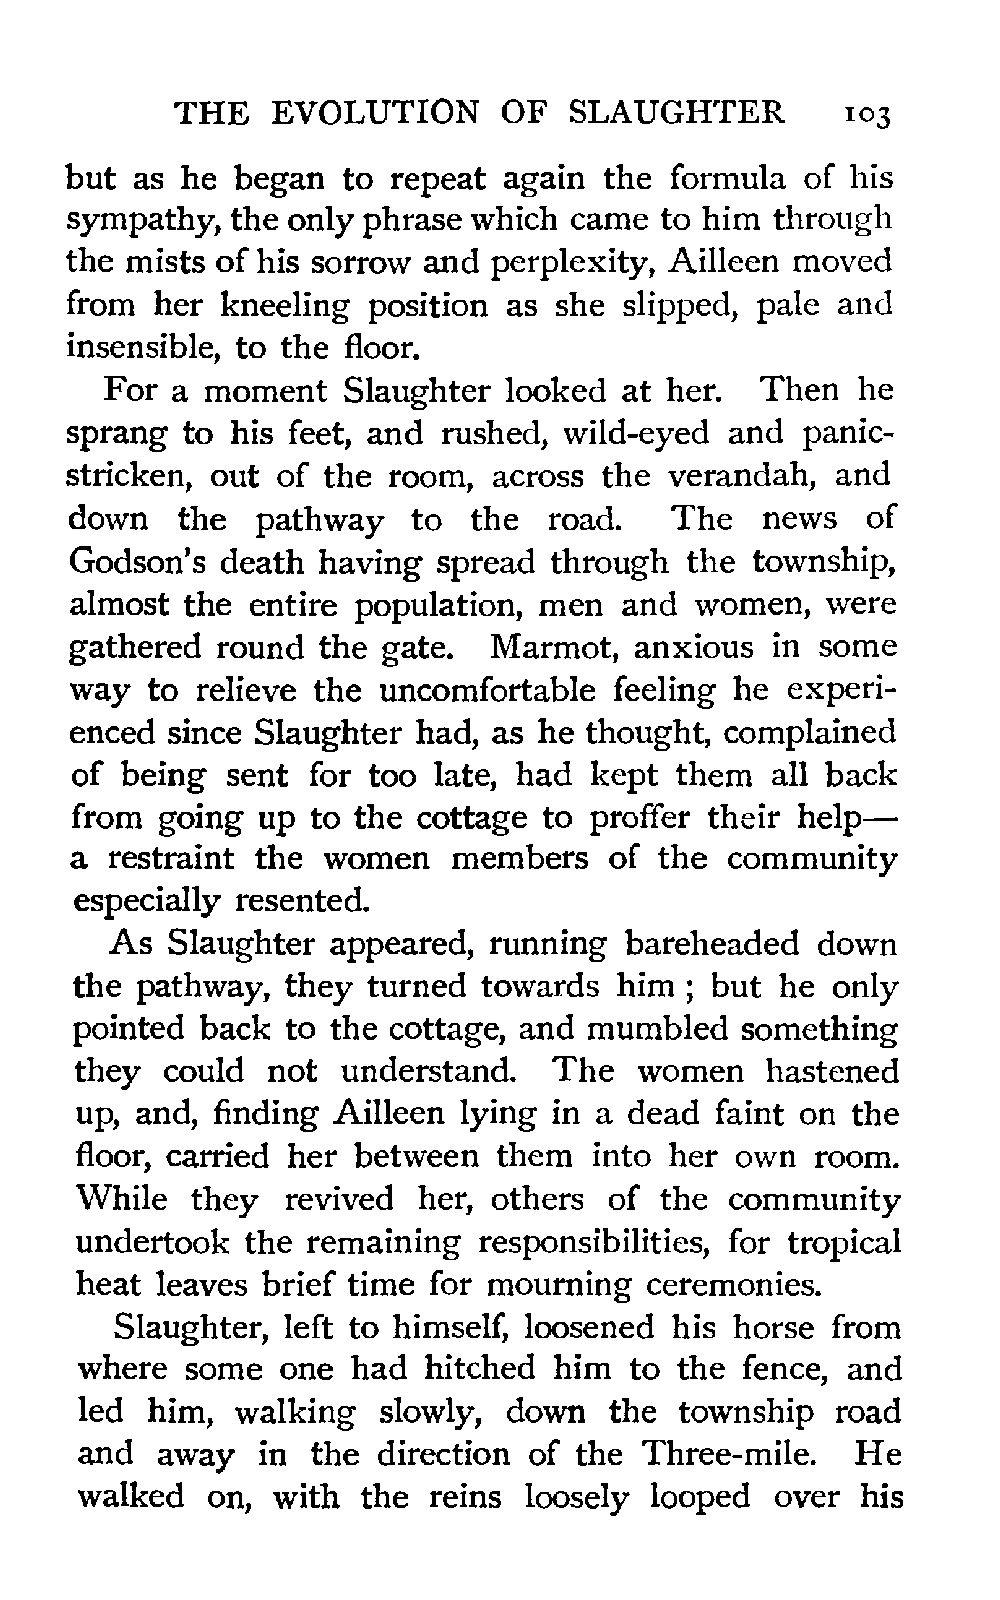 THE EVOLUTION OF SLAUGHTER 103
but as he began to repeat again the formula of his
sympathy, the only phrase which came to him through
the mists of his sorrow and perplexity, Ailleen moved
from her kneeling position as she slipped, pale and
insensible, to the floor.
For a moment Slaughter looked at her. Then he
sprang to his feet, and rushed, wild-eyed and panic-
stricken, out of the room, across the verandah, and
down the pathway to the road. The news of
Godson's death having spread through the township,
almost the entire population, men and women, were
gathered round the gate. Marmot, anxious in some
way to relieve the uncomfortable feeling he experi-
enced since Slaughter had, as he thought, complained
of being sent for too late, had kept them all back
from going up to the cottage to proffer their help—
a restraint the women members of the community
especially resented.
As Slaughter appeared, running bareheaded down
the pathway, they turned towards him ; but he only
pointed back to the cottage, and mumbled something
they could not understand. The women hastened
up, and, finding Ailleen lying in a dead faint on the
floor, carried her between them into her own room.
While they revived her, others of the community
undertook the remaining responsibilities, for tropical
heat leaves brief time for mourning ceremonies.
Slaughter, left to himself, loosened his horse from
where some one had hitched him to the fence, and
led him, walking slowly, down the township road
and away in the direction of the Three-mile. He
walked on, with the reins loosely looped over his